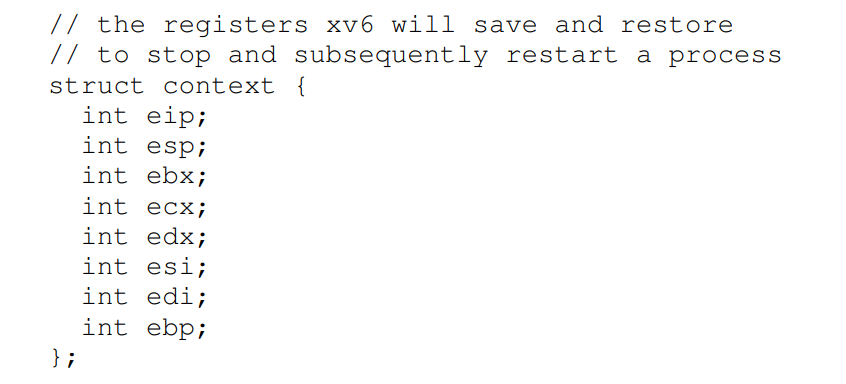 // the registers xv6 will save and restore
// to stop and subsequently restart a process
struct context {
  int eip;
  int esp;
  int ebx;
  int ecx;
  int edx;
  int esi;
  int edi;
  int ebp;
};